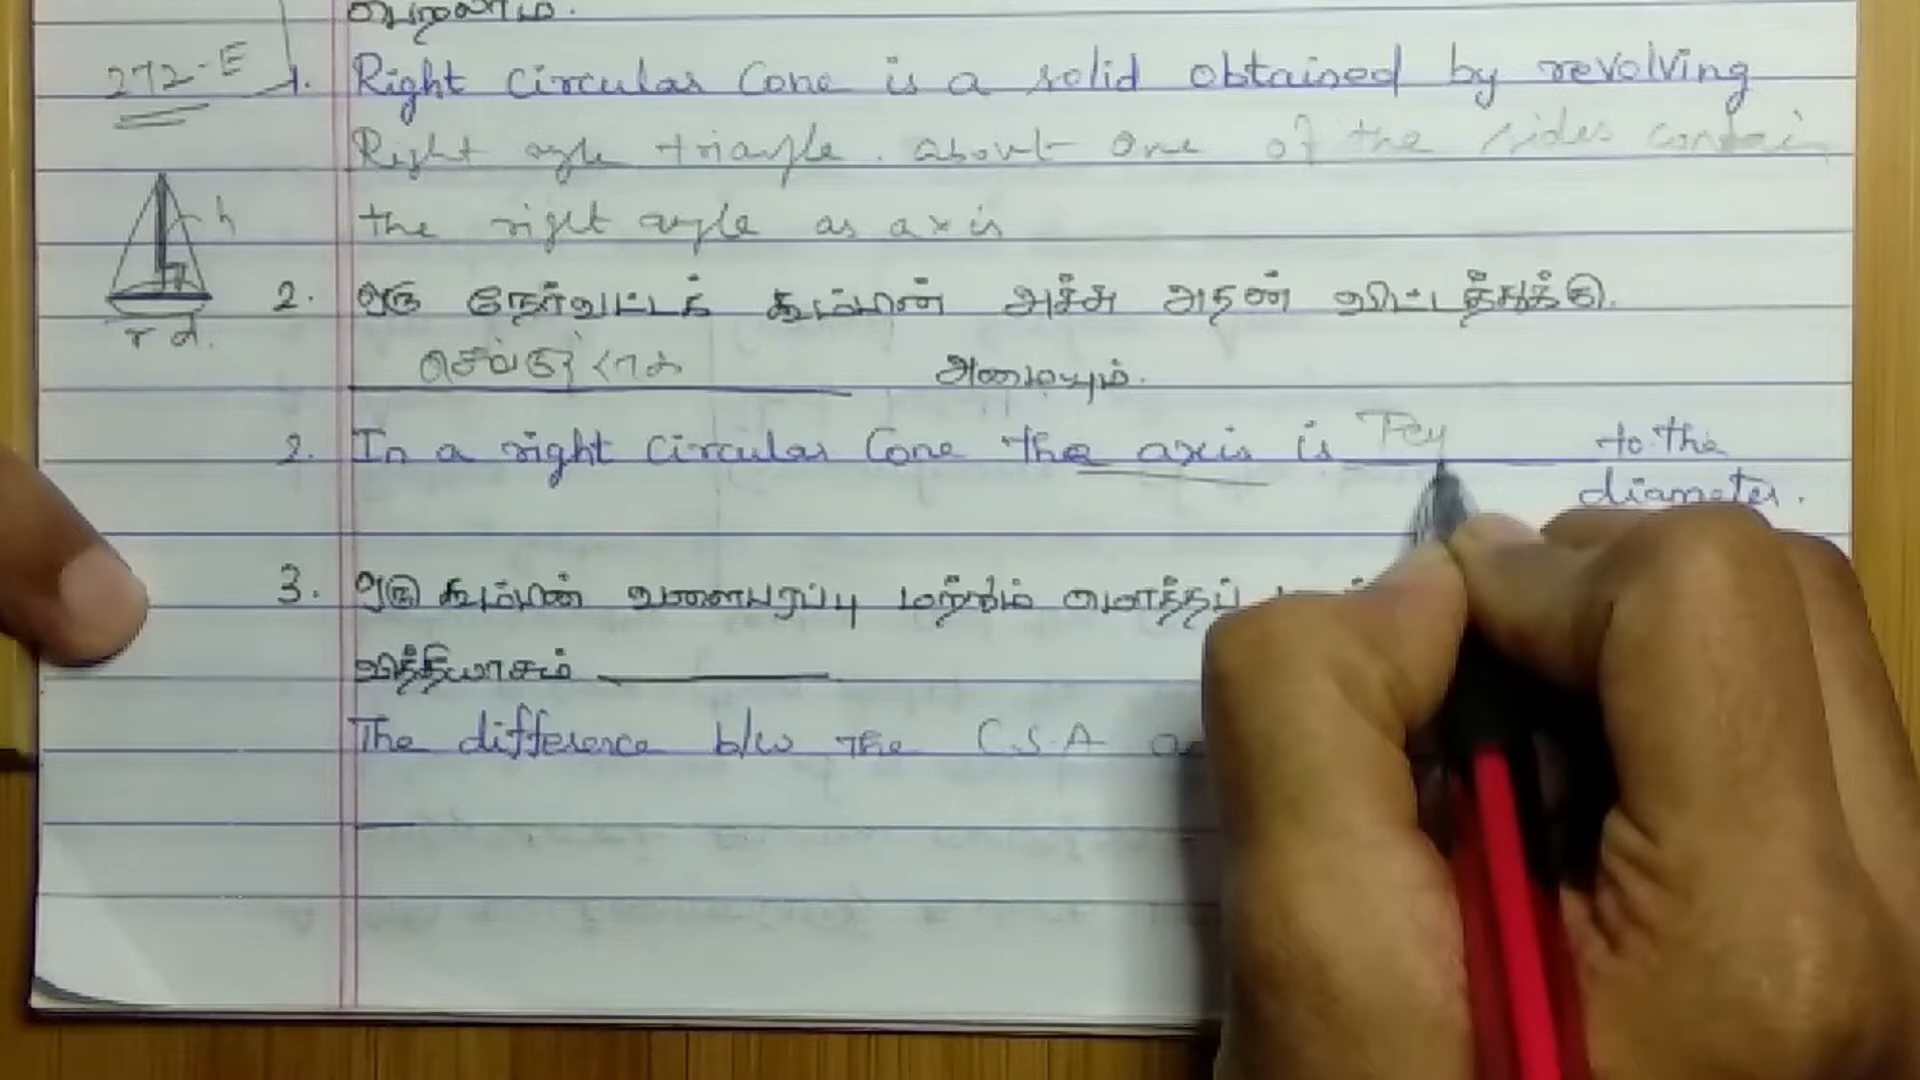 பெறலாம்.
272-E
1. Right Circular Cone is a solid obtained by revolving
Right angle triangle. about one of the sides contain
the right angle as axis
h
r d.
2. ஒரு நேர்வட்டக் கூம்பின் அச்சு அதன் விட்டத்துக்கு.
செங்குத்தாக அமையும்.
2. In a right Circular Cone the axis is Per to the
diameter.
3. ஒரு கூம்பின் வளைபரப்பு மற்றும் மொத்தப்
வித்தியாசம்
The difference b/w the C.S.A